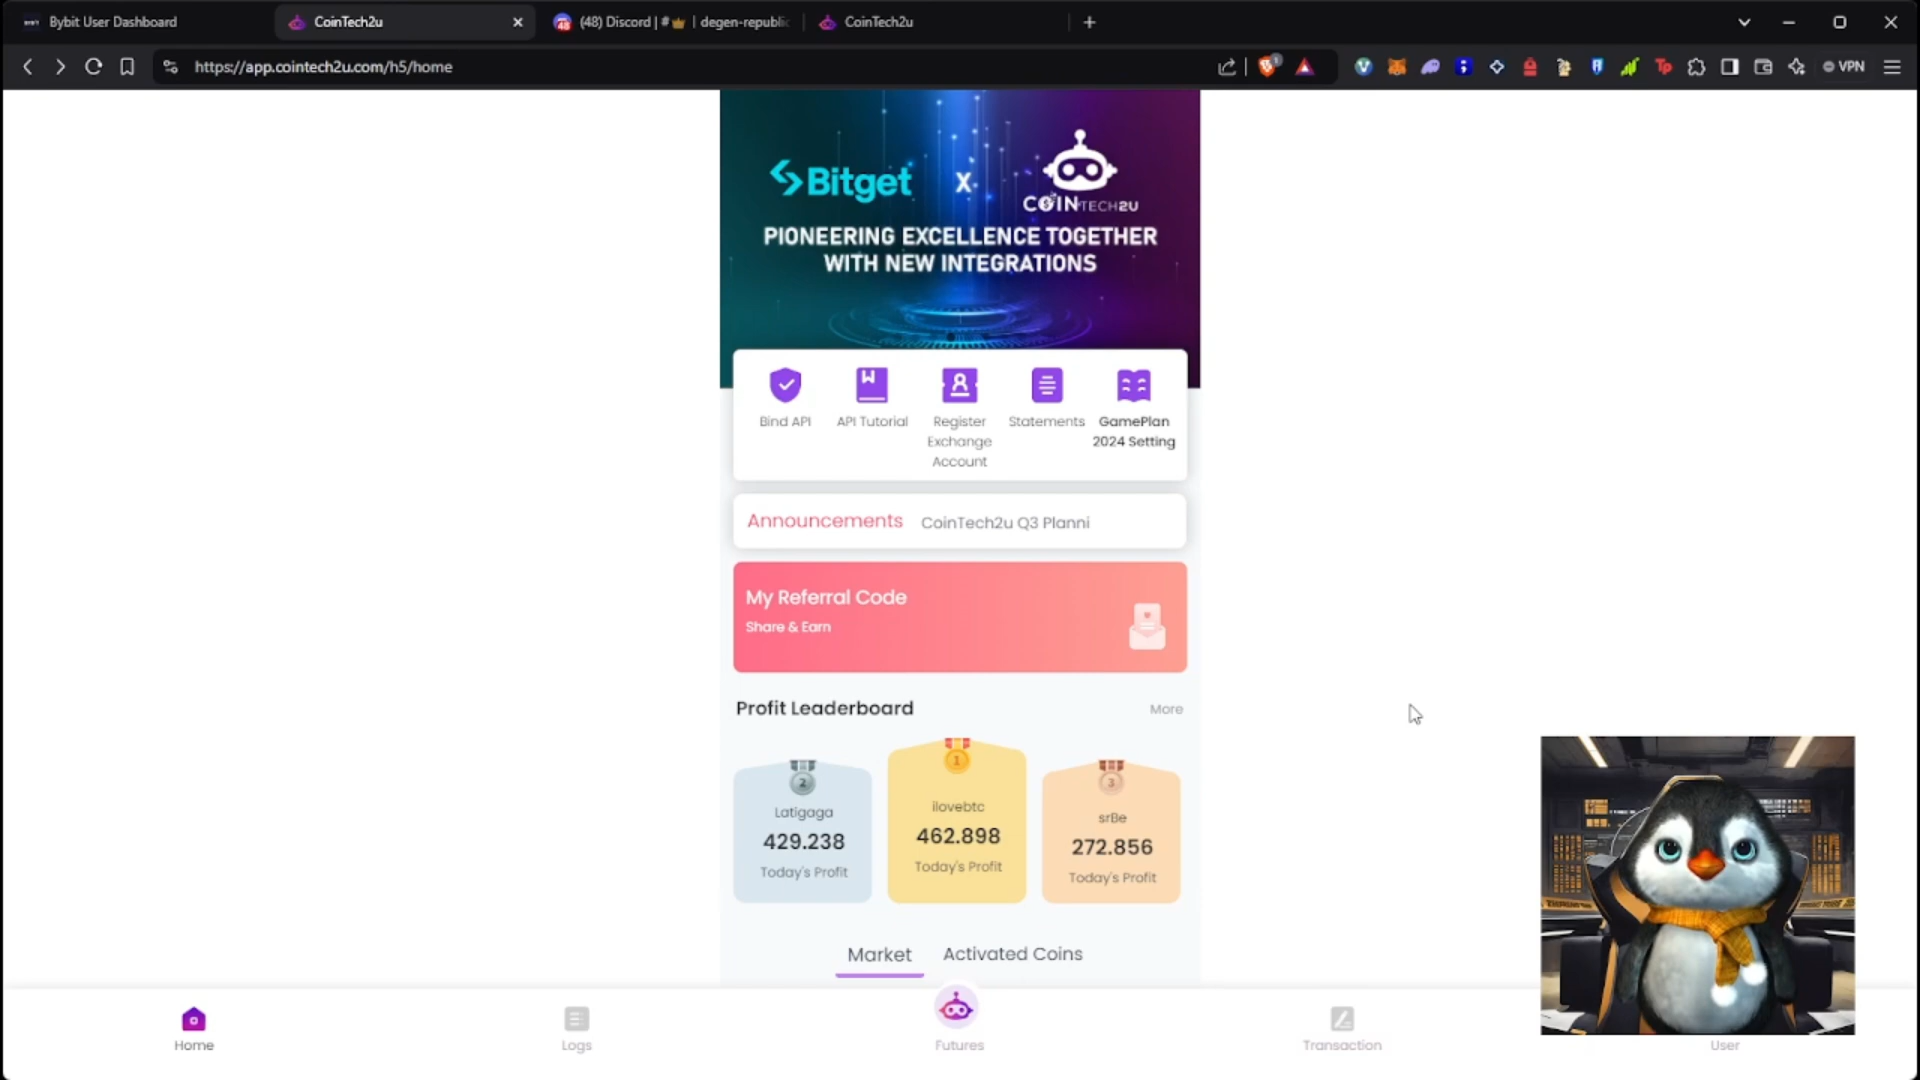 Bybit User Dashboard
CoinTech2u
(48) Discord | #👑 | degen-republic
CoinTech2u
https://app.cointech2u.com/h5/home
VPN
Bitget X COINTECH2U
PIONEERING EXCELLENCE TOGETHER
WITH NEW INTEGRATIONS
Bind API
API Tutorial
Register
Exchange
Account
Statements
GamePlan
2024 Setting
Announcements CoinTech2u Q3 Planni
My Referral Code
Share & Earn
Profit Leaderboard More
2
Latigaga
429.238
Today's Profit
1
ilovebtc
462.898
Today's Profit
3
srBe
272.856
Today's Profit
Market Activated Coins
Home
Logs
Futures
Transaction
User